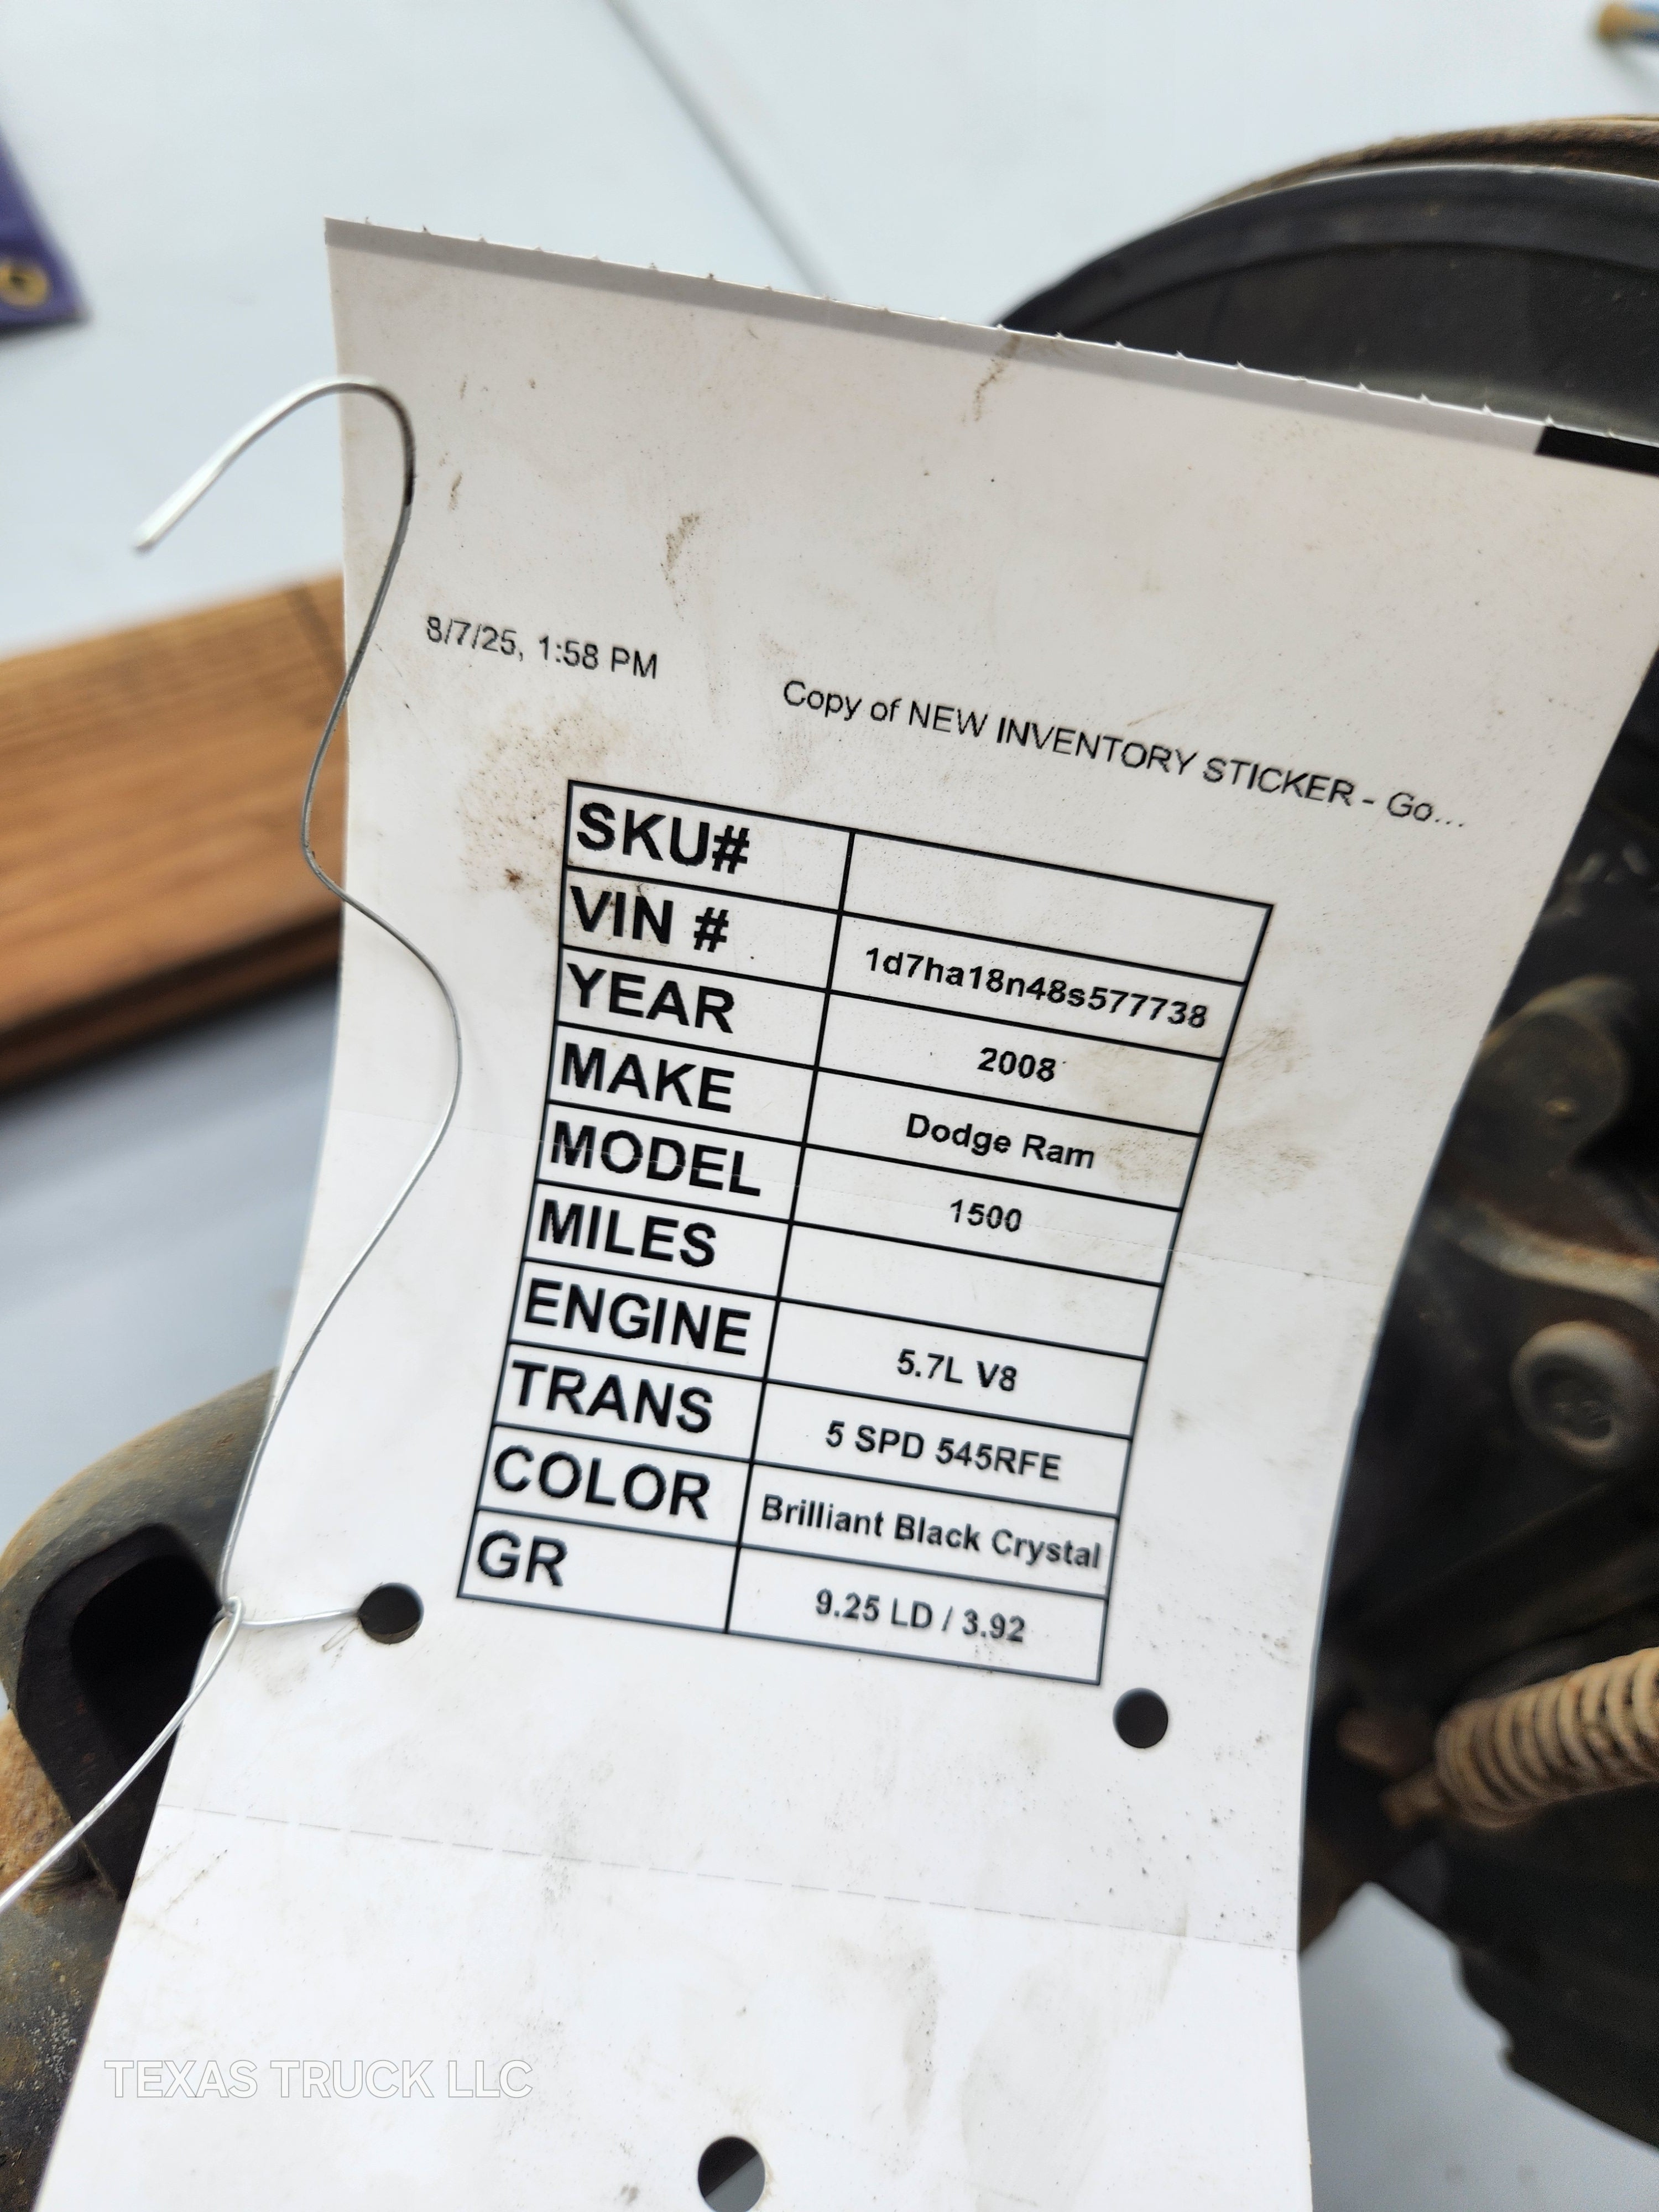 8/7/25, 1:58 PM
Copy of NEW INVENTORY STICKER - Go...
SKU#
VIN # 1d7ha18n48s577738
YEAR 2008
MAKE Dodge Ram
MODEL 1500
MILES
ENGINE 5.7L V8
TRANS 5 SPD 545RFE
COLOR Brilliant Black Crystal
GR 9.25 LD / 3.92
TEXAS TRUCK LLC